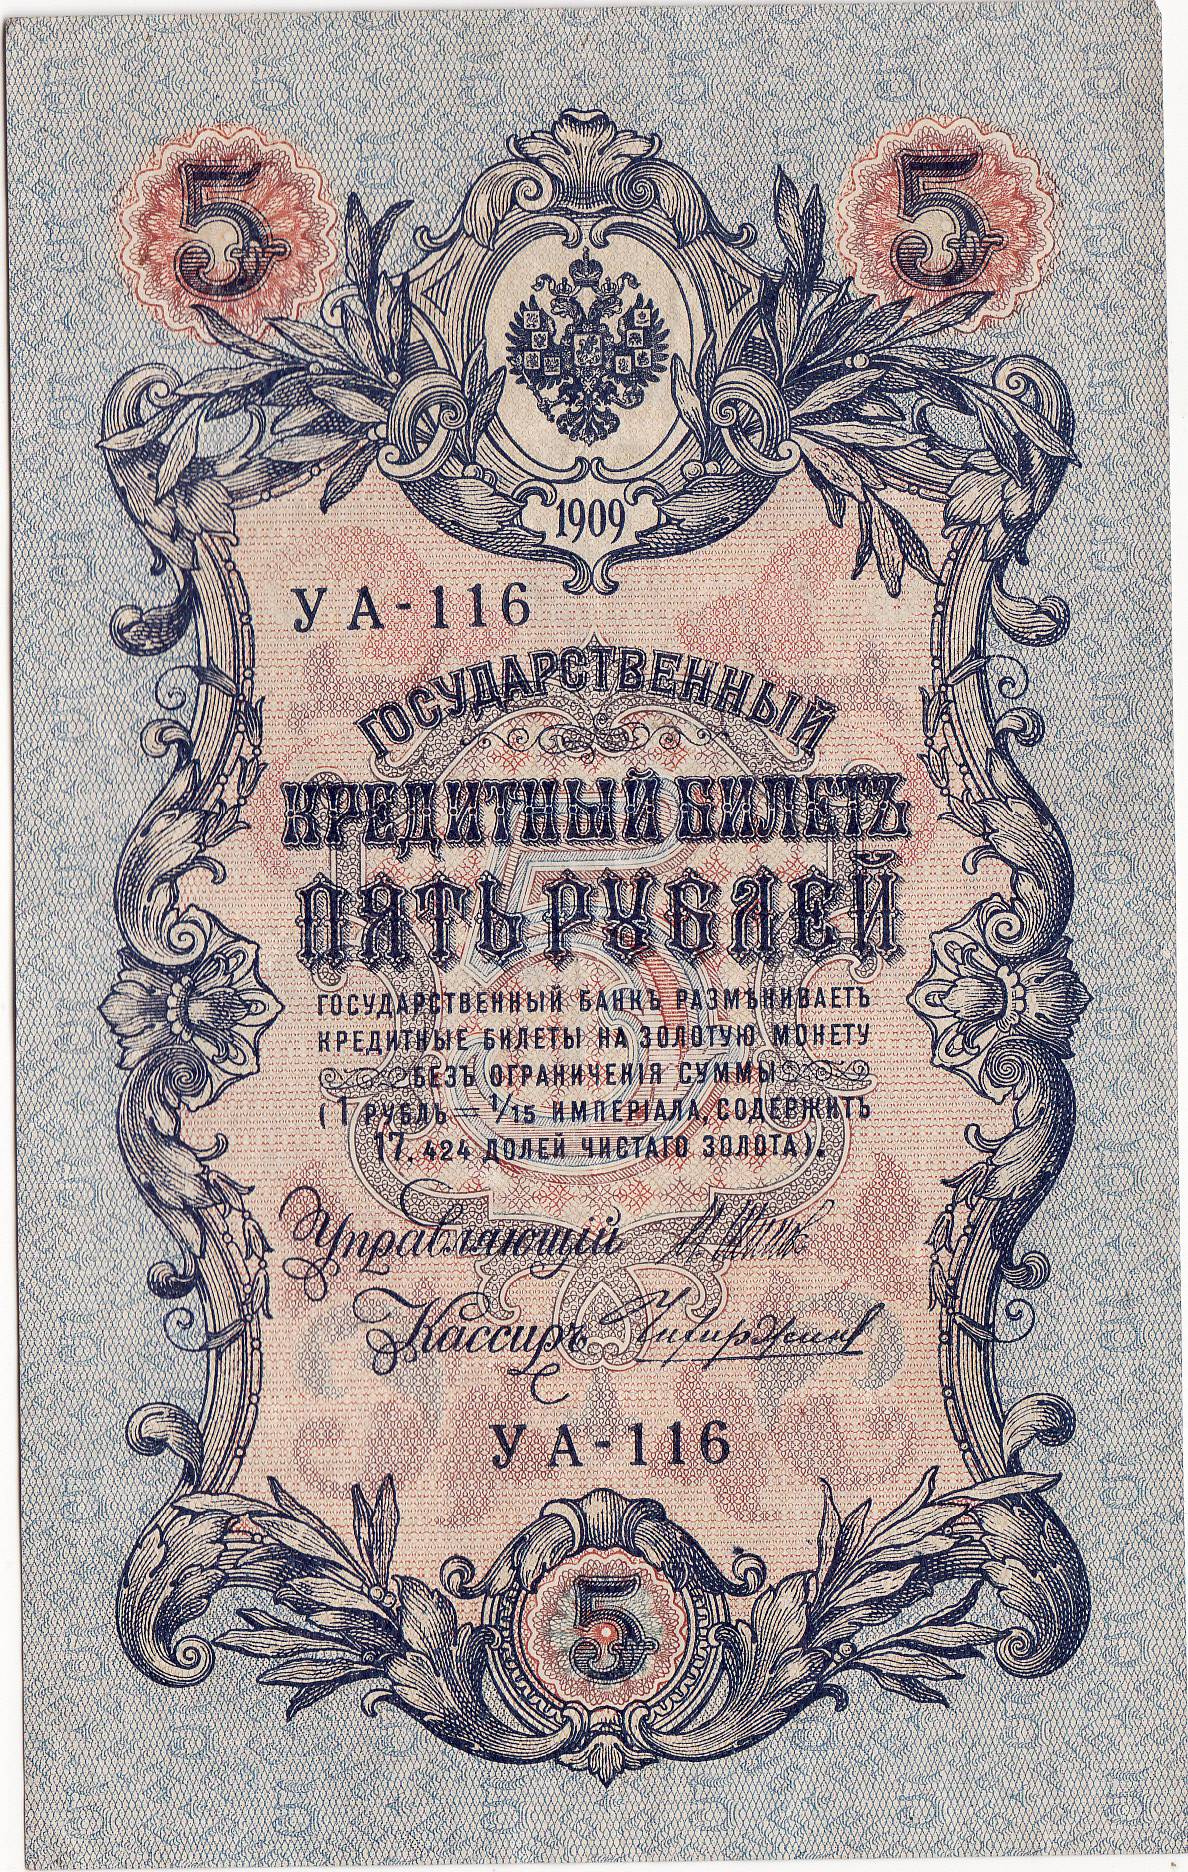 5 5
1909
УА-116
ГОСУДАРСТВЕННЫЙ
КРЕДИТНЫЙ БИЛЕТЪ
ПЯТЬ РУБЛЕЙ
ГОСУДАРСТВЕННЫЙ БАНКЪ РАЗМѢНИВАЕТЪ
КРЕДИТНЫЕ БИЛЕТЫ НА ЗОЛОТУЮ МОНЕТУ
БЕЗЪ ОГРАНИЧЕНІЯ СУММЫ
(1 РУБЛЬ = 1/15 ИМПЕРІАЛА, СОДЕРЖИТЪ
17,424 ДОЛЕЙ ЧИСТАГО ЗОЛОТА).
Управляющій
Кассиръ
УА-116
5